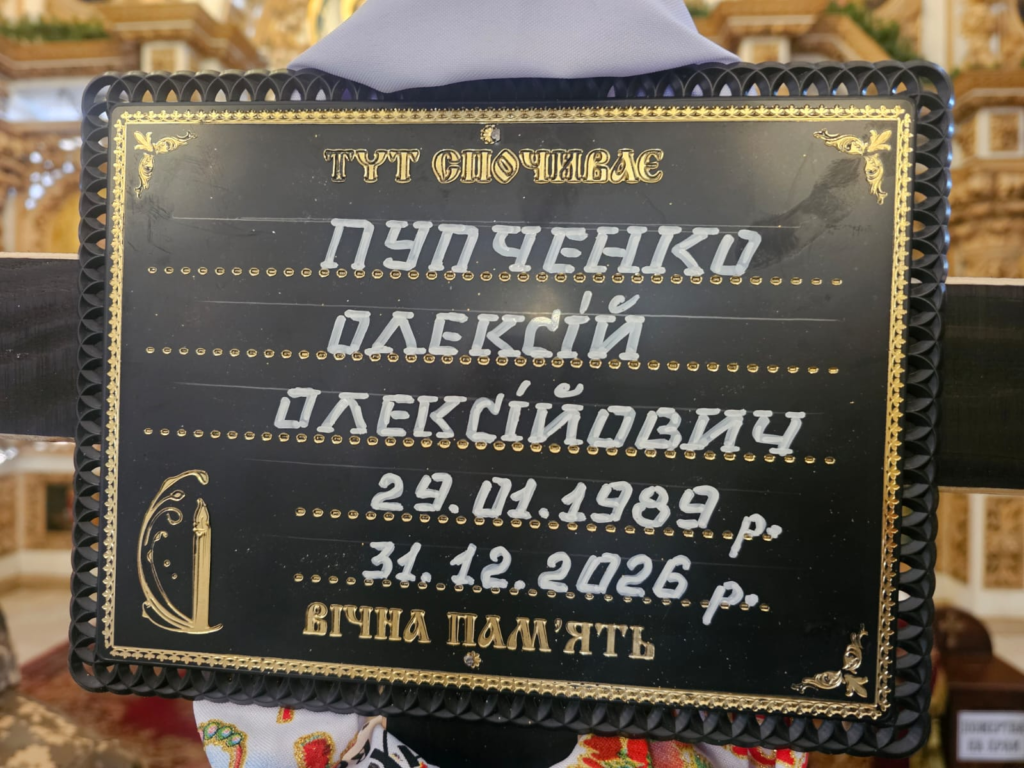 ТУТ СПОЧИВАЄ
ПУПЧЕНКО
ОЛЕКСІЙ
ОЛЕКСІЙОВИЧ
29.01.1989 р.
31.12.2026 р.
ВІЧНА ПАМ'ЯТЬ